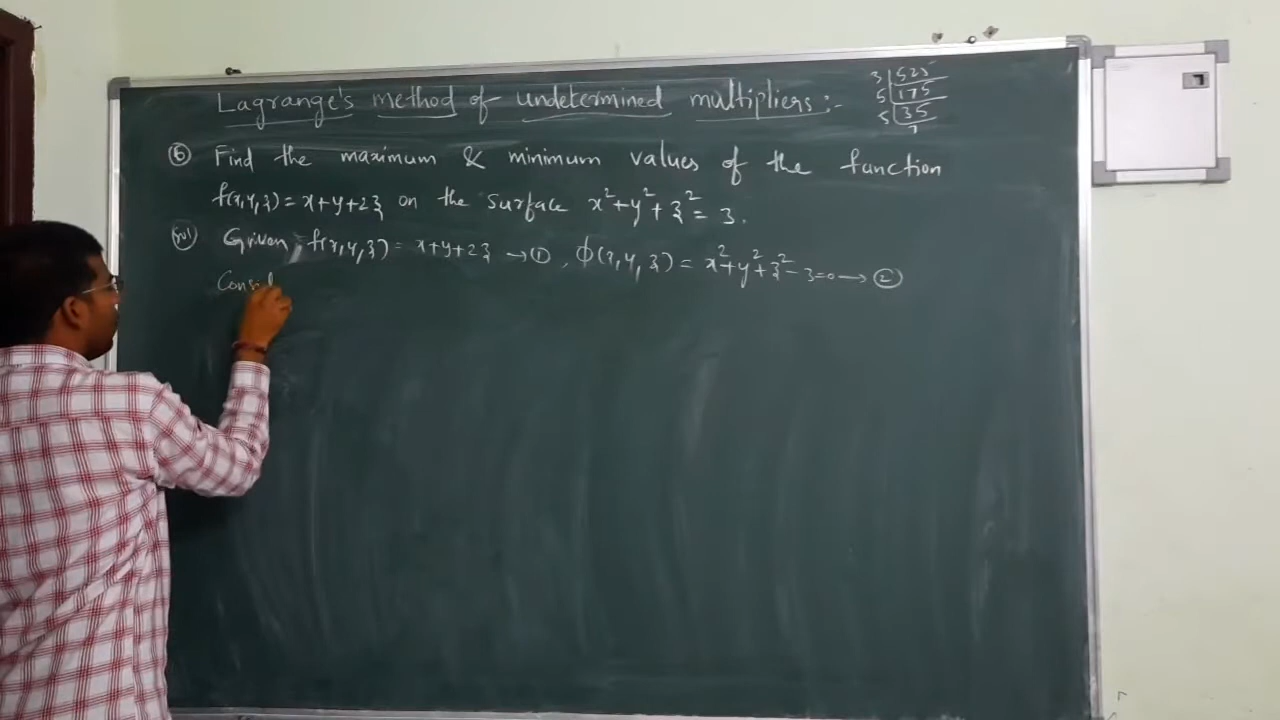 Lagrange's method of undetermined multipliers :-
3 | 525
5 | 175
5 | 35
7
⑥ Find the maximum & minimum values of the function
f(x,y,z) = x+y+2z on the surface x²+y²+z² = 3.
Sol Given f(x,y,z) = x+y+2z → ①, ϕ(x,y,z) = x²+y²+z²-3=0 → ②
Consid